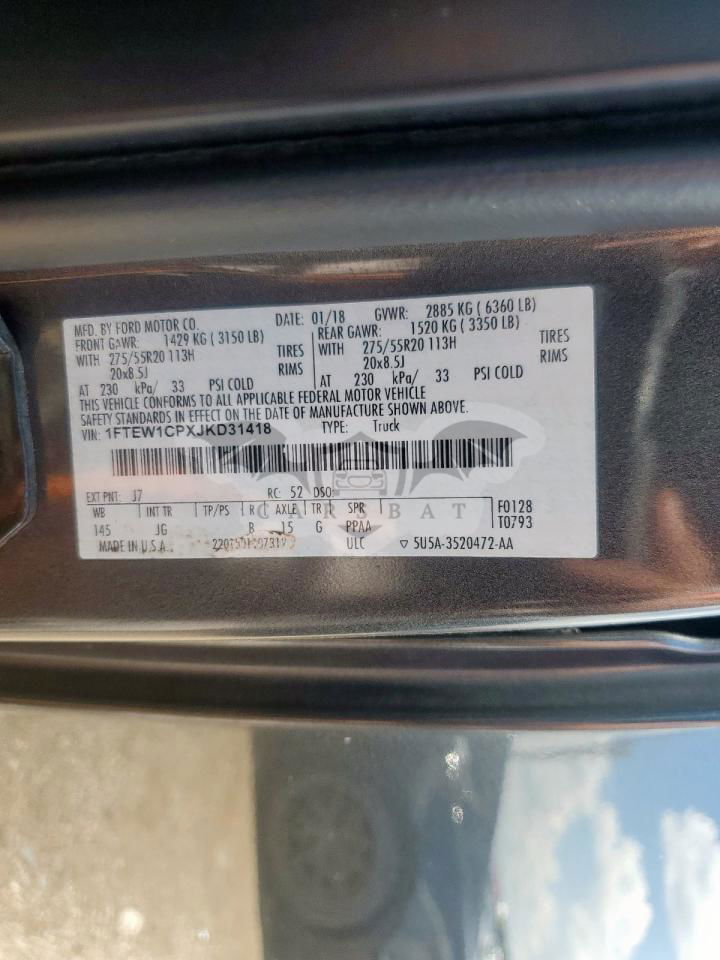 MFD. BY FORD MOTOR CO. DATE: 01/18 GVWR: 2885 KG ( 6360 LB)
FRONT GAWR: 1429 KG ( 3150 LB) REAR GAWR: 1520 KG ( 3350 LB)
WITH 275/55R20 113H TIRES WITH 275/55R20 113H TIRES
20x8.5J RIMS 20x8.5J RIMS
AT 230 kPa/ 33 PSI COLD AT 230 kPa/ 33 PSI COLD
THIS VEHICLE CONFORMS TO ALL APPLICABLE FEDERAL MOTOR VEHICLE
SAFETY STANDARDS IN EFFECT ON THE DATE OF MANUFACTURE SHOWN ABOVE.
VIN: 1FTEW1CPXJKD31418 TYPE: Truck
EXT PNT: J7 RC: 52 DSO:
WB INT TR TP/PS R AXLE TR SPR F0128
145 JG B 15 G PPAA T0793
MADE IN U.S.A. ULC ▽ 5U5A-3520472-AA
CARSBAT